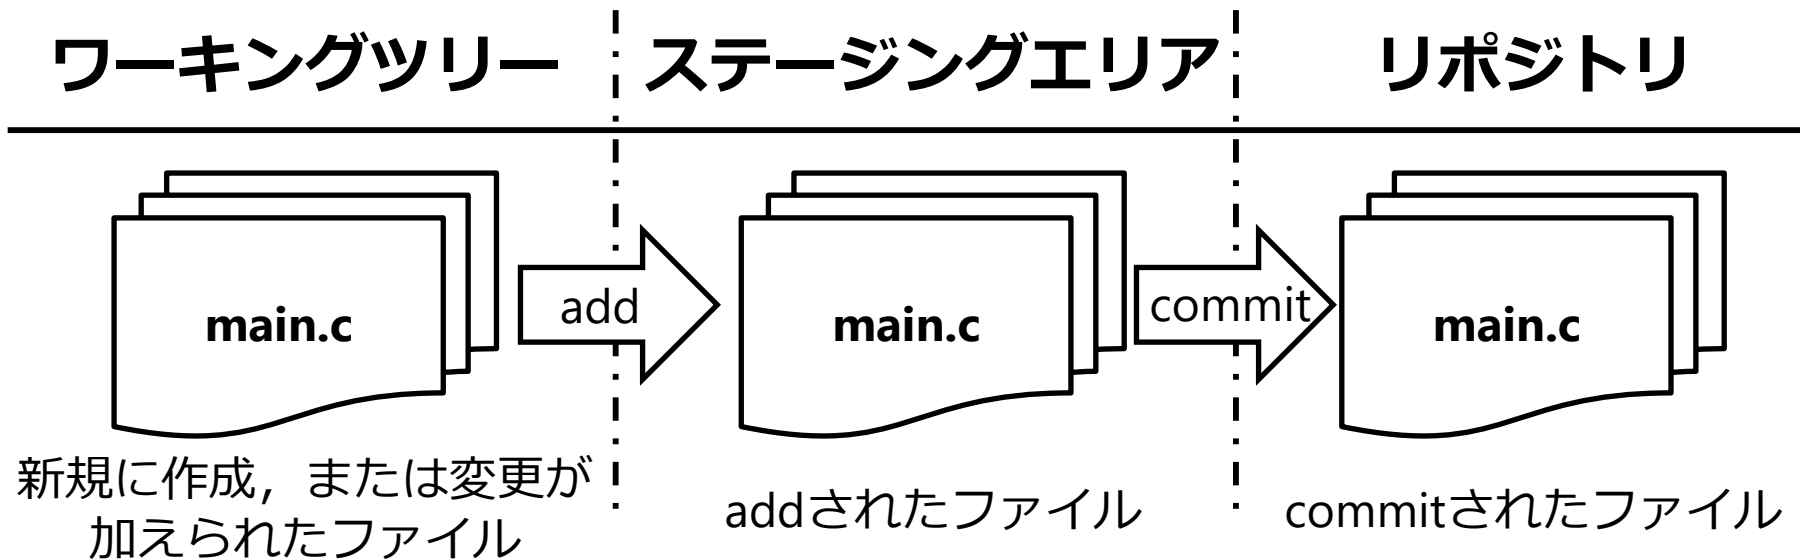 ワーキングツリー
ステージングエリア
リポジトリ
main.c
add
main.c
commit
main.c
新規に作成，または変更が
加えられたファイル
addされたファイル
commitされたファイル